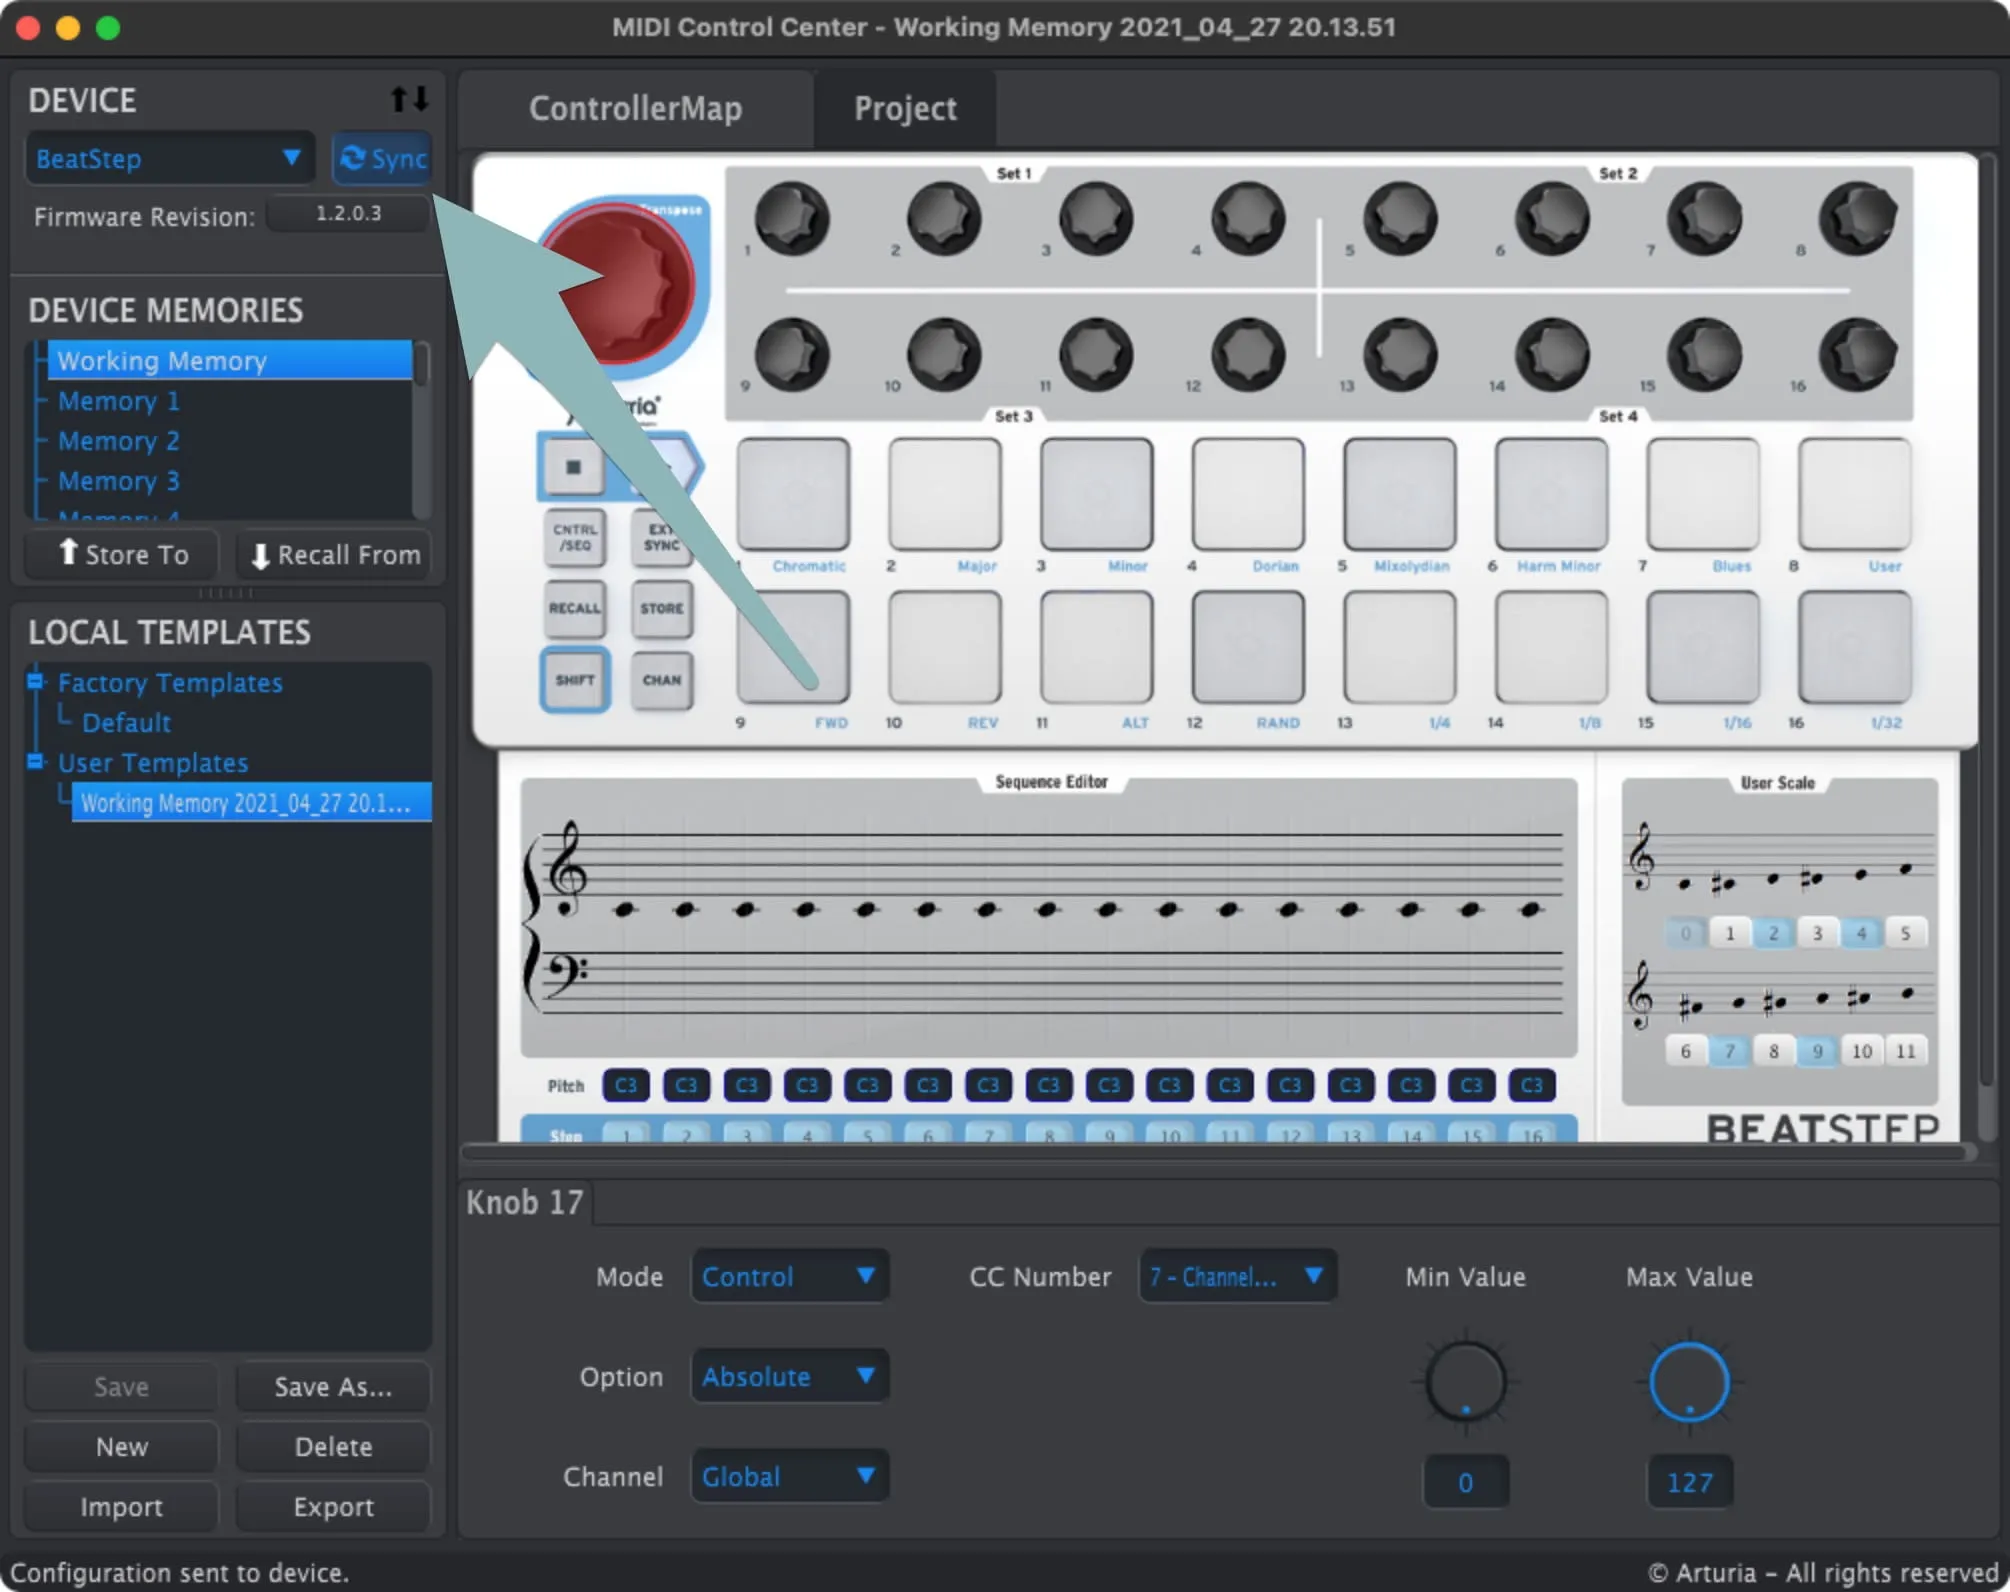 MIDI Control Center - Working Memory 2021_04_27 20.13.51
DEVICE
BeatStep
Sync
Firmware Revision:
1.2.0.3
DEVICE MEMORIES
Working Memory
Memory 1
Memory 2
Memory 3
Memory 4
Store To
Recall From
LOCAL TEMPLATES
Factory Templates
Default
User Templates
Working Memory 2021_04_27 20.1...
Save
Save As...
New
Delete
Import
Export
Configuration sent to device.
ControllerMap
Project
Transpose
Set 1
Set 2
1 2 3 4 5 6 7 8
9 10 11 12 13 14 15 16
Set 3
Set 4
CNTRL
/SEQ
EXT
SYNC
RECALL
STORE
SHIFT
CHAN
1 Chromatic 2 Major 3 Minor 4 Dorian 5 Mixolydian 6 Harm Minor 7 Blues 8 User
9 FWD 10 REV 11 ALT 12 RAND 13 1/4 14 1/8 15 1/16 16 1/32
Sequence Editor
Pitch C3 C3 C3 C3 C3 C3 C3 C3 C3 C3 C3 C3 C3 C3 C3 C3
Step 1 2 3 4 5 6 7 8 9 10 11 12 13 14 15 16
User Scale
0 1 2 3 4 5
6 7 8 9 10 11
BEATSTEP
Knob 17
Mode
Control
CC Number
7 - Channel...
Min Value
Max Value
Option
Absolute
Channel
Global
0
127
© Arturia - All rights reserved